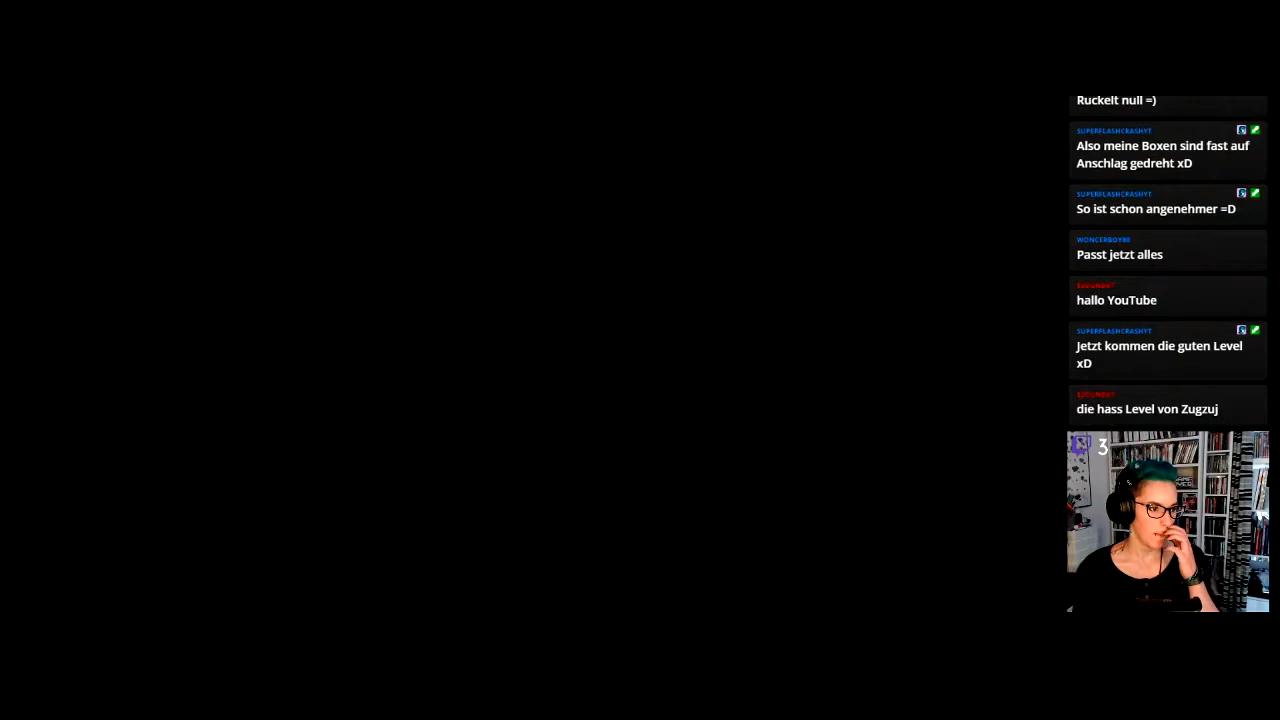 Ruckelt null =)
SUPERFLASHCRASHYT
Also meine Boxen sind fast auf
Anschlag gedreht xD
SUPERFLASHCRASHYT
So ist schon angenehmer =D
WONCERBOY88
Passt jetzt alles
hallo YouTube
SUPERFLASHCRASHYT
Jetzt kommen die guten Level
xD
die hass Level von Zugzuj
3